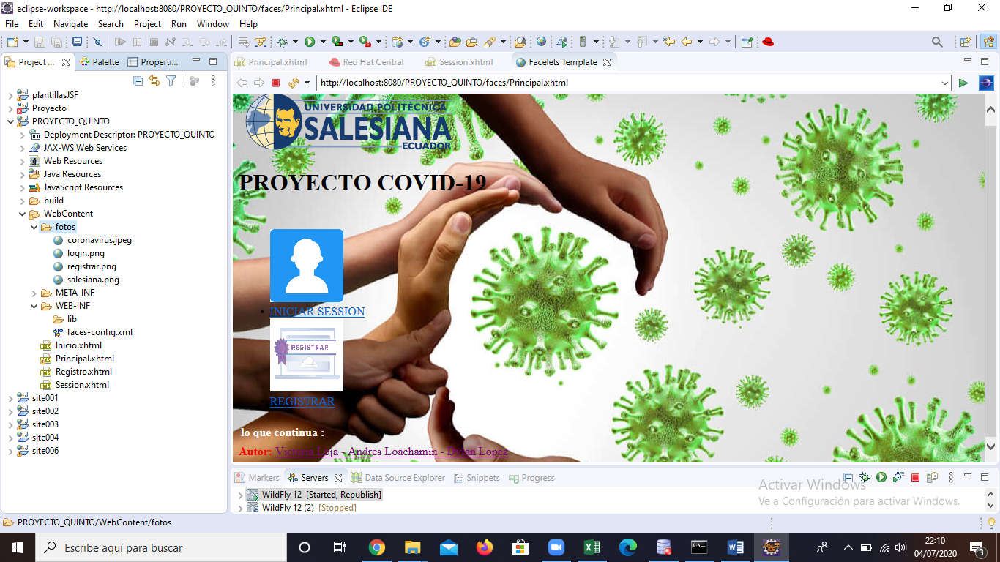 eclipse-workspace - http://localhost:8080/PROYECTO_QUINTO/faces/Principal.xhtml - Eclipse IDE
File Edit Navigate Search Project Run Window Help
Project ... Palette Properti...
Principal.xhtml Red Hat Central Session.xhtml Facelets Template
http://localhost:8080/PROYECTO_QUINTO/faces/Principal.xhtml
plantillasJSF
Proyecto
PROYECTO_QUINTO
Deployment Descriptor: PROYECTO_QUINTO
JAX-WS Web Services
Web Resources
Java Resources
JavaScript Resources
build
WebContent
fotos
coronavirus.jpeg
login.png
registrar.png
salesiana.png
META-INF
WEB-INF
lib
faces-config.xml
Inicio.xhtml
Principal.xhtml
Registro.xhtml
Session.xhtml
site001
site002
site003
site004
site006
UNIVERSIDAD POLITÉCNICA
SALESIANA
ECUADOR
PROYECTO COVID-19
INICIAR SESSION
REGISTRAR
REGISTRAR
lo que continua :
Autor: Victoria Loja - Andres Loachamin - Dylan Lopez
Markers Servers Data Source Explorer Snippets Progress
WildFly 12 [Started, Republish]
WildFly 12 (2) [Stopped]
Activar Windows
Ve a Configuración para activar Windows.
PROYECTO_QUINTO/WebContent/fotos
Escribe aquí para buscar
22:10
04/07/2020
3